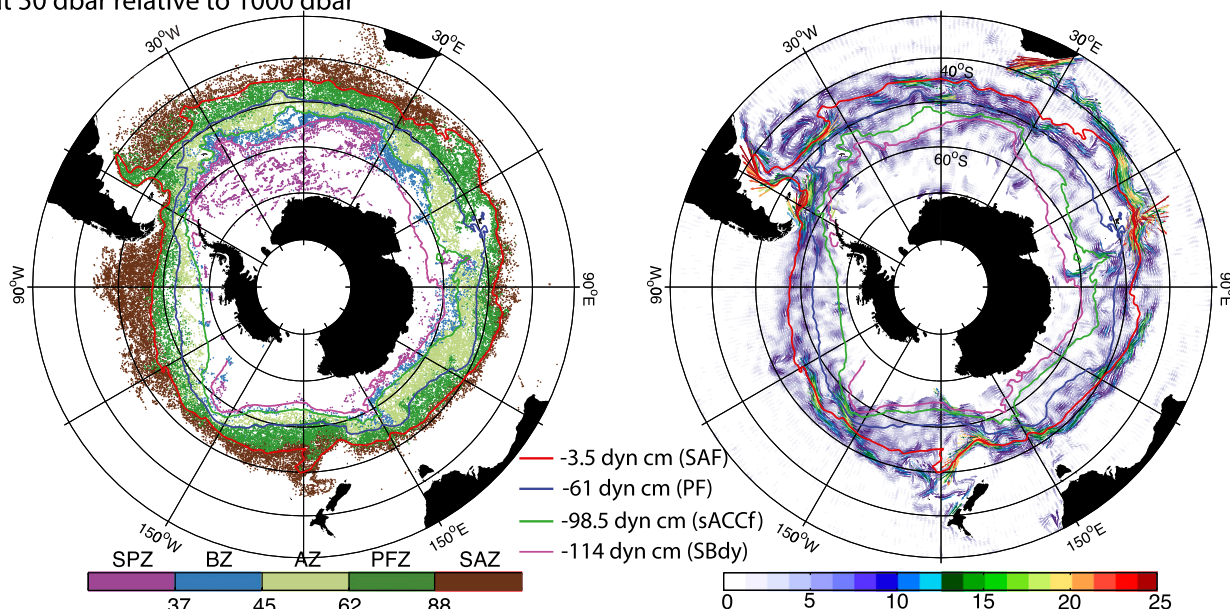 50 dbar relative to 1000 dbar
30°W
30°E
90°W
90°E
150°W
150°E
30°W
30°E
40°S
60°S
90°W
150°W
150°E
-3.5 dyn cm (SAF)
-61 dyn cm (PF)
-98.5 dyn cm (sACCf)
-114 dyn cm (SBdy)
SPZ BZ AZ PFZ SAZ
37 45 62 88
0 5 10 15 20 25